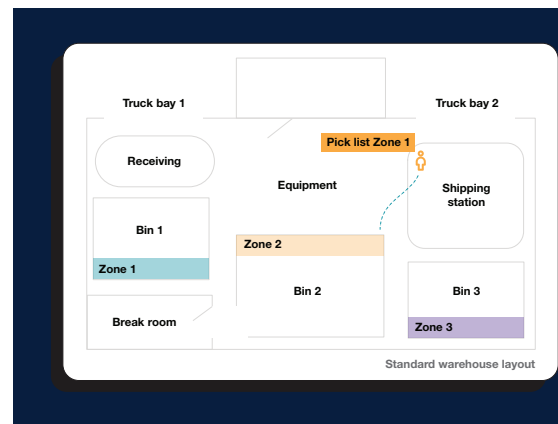 Truck bay 1
Truck bay 2
Pick list Zone 1
Receiving
Equipment
Shipping
station
Bin 1
Zone 2
Zone 1
Bin 2
Bin 3
Break room
Zone 3
Standard warehouse layout